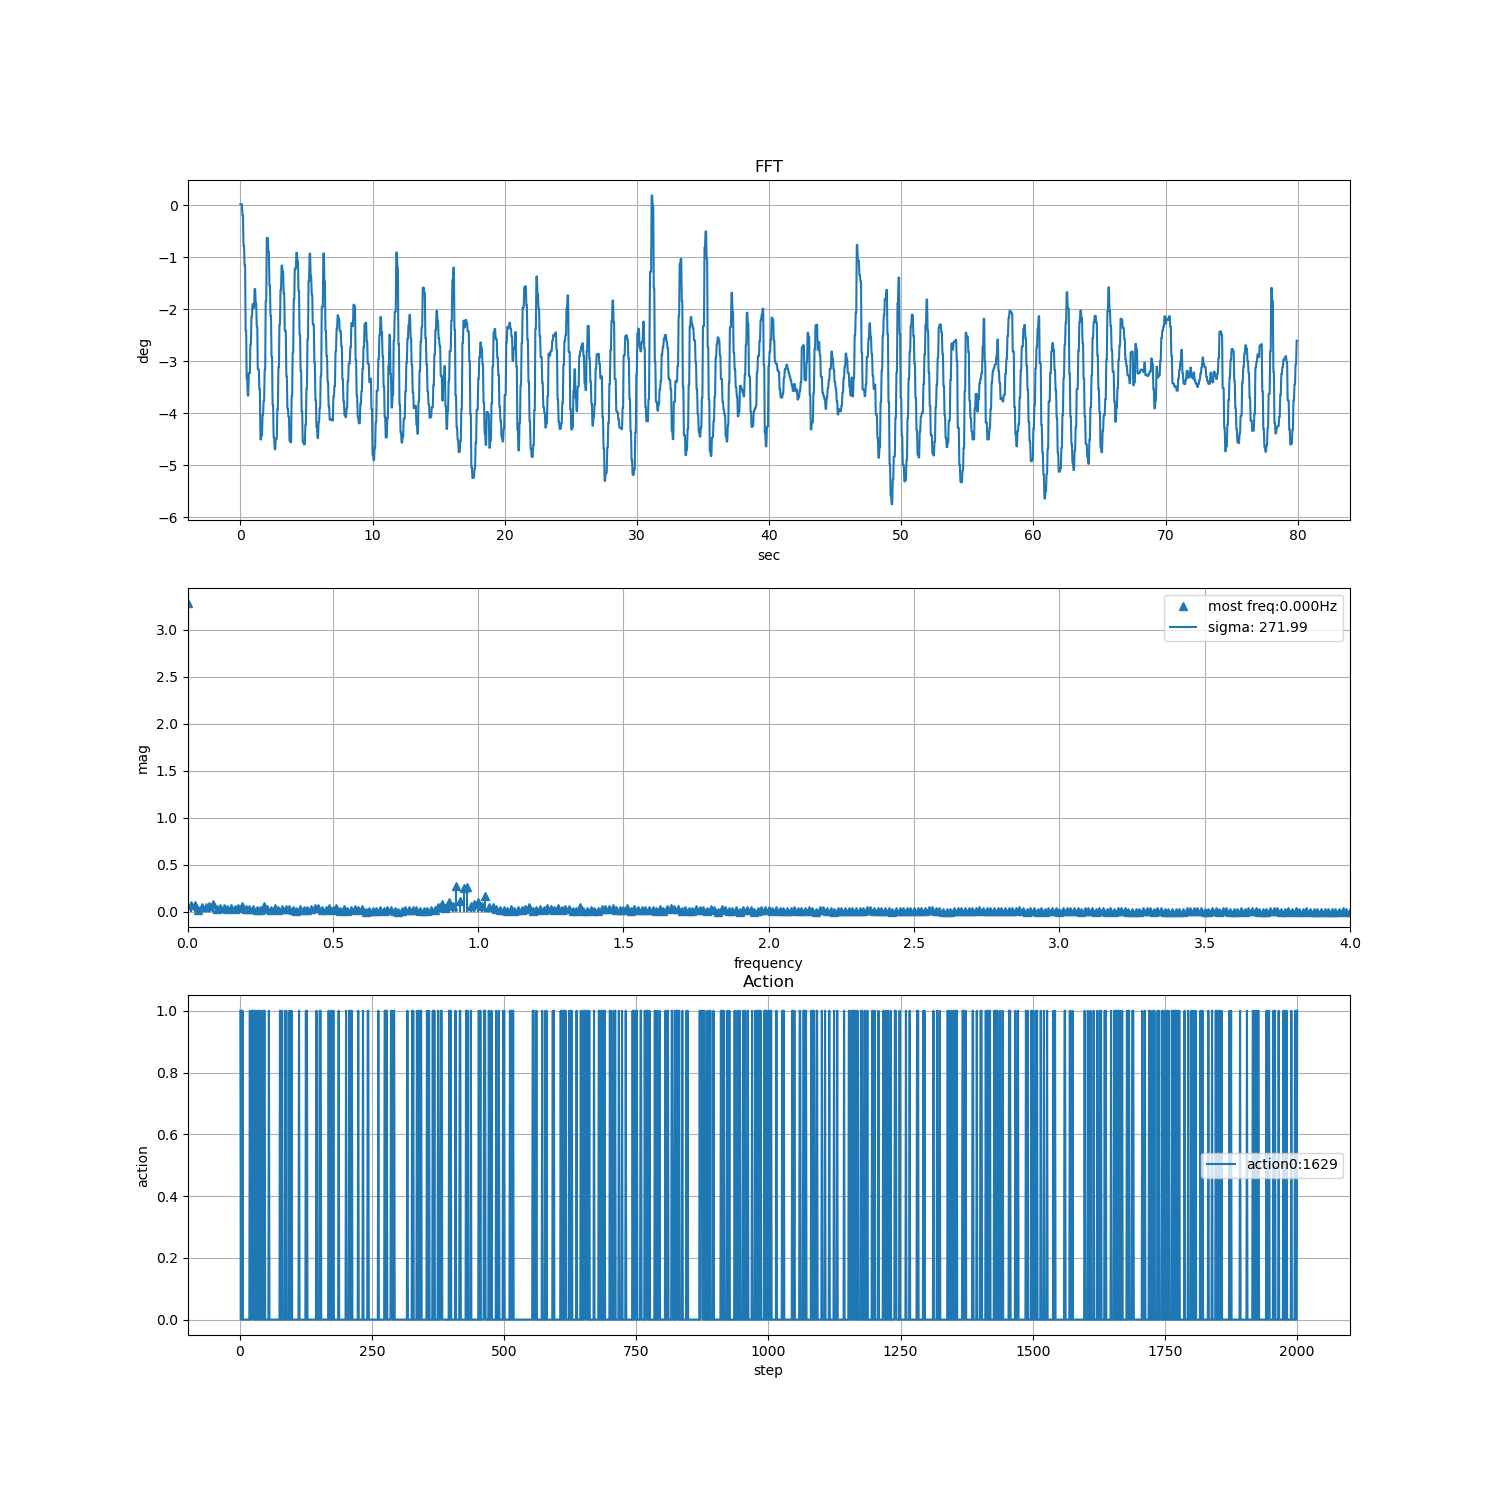 FFT
0
−1
−2
−3
−4
−5
−6
deg
0 10 20 30 40 50 60 70 80
sec
most freq:0.000Hz
sigma: 271.99
3.0
2.5
2.0
1.5
1.0
0.5
0.0
mag
0.0 0.5 1.0 1.5 2.0 2.5 3.0 3.5 4.0
frequency
Action
1.0
0.8
0.6
0.4
0.2
0.0
action
action0:1629
0 250 500 750 1000 1250 1500 1750 2000
step